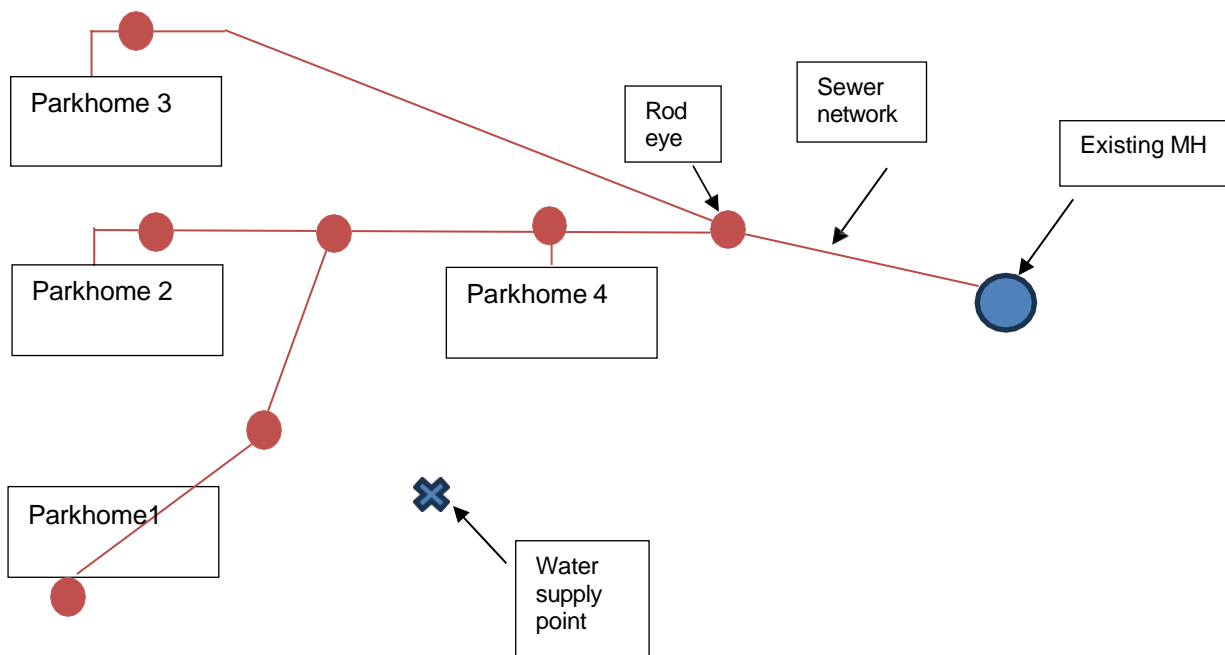 Parkhome 3
Rod
eye
Sewer
network
Existing MH
Parkhome 2
Parkhome 4
Parkhome1
Water
supply
point